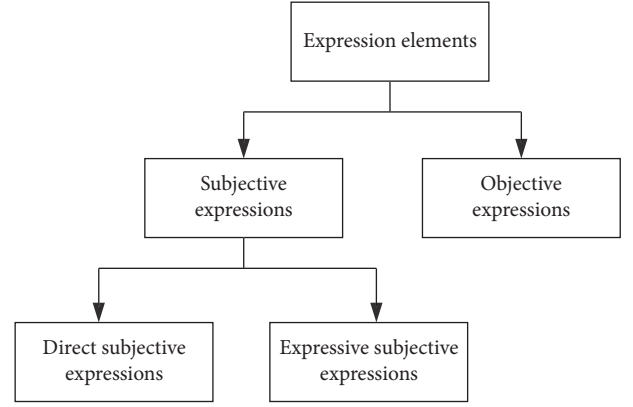 Expression elements
Subjective
expressions
Objective
expressions
Direct subjective
expressions
Expressive subjective
expressions